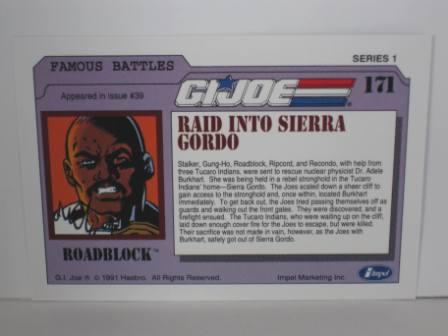 SERIES 1
FAMOUS BATTLES
Appeared in issue #39
G.I. JOE ®
171
RAID INTO SIERRA
GORDO
Stalker, Gung-Ho, Roadblock, Ripcord, and Recondo, with help from
three Tucaro Indians, were sent to rescue nuclear physicist Dr. Adele
Burkhart. She was being held in a rebel stronghold in the Tucaro
Indians' home—Sierra Gordo. The Joes scaled down a sheer cliff to
gain access to the stronghold and, once within, located Burkhart
immediately. To get back out, the Joes tried passing themselves off as
guards and walking out the front gates. They were discovered, and a
firefight ensued. The Tucaro Indians, who were waiting up on the cliff,
laid down enough cover fire for the Joes to escape, but were killed.
Their sacrifice was not made in vain, however, as the Joes with
Burkhart, safely got out of Sierra Gordo.
ROADBLOCK™
G.I. Joe ® © 1991 Hasbro. All Rights Reserved.
Impel Marketing Inc.
impel